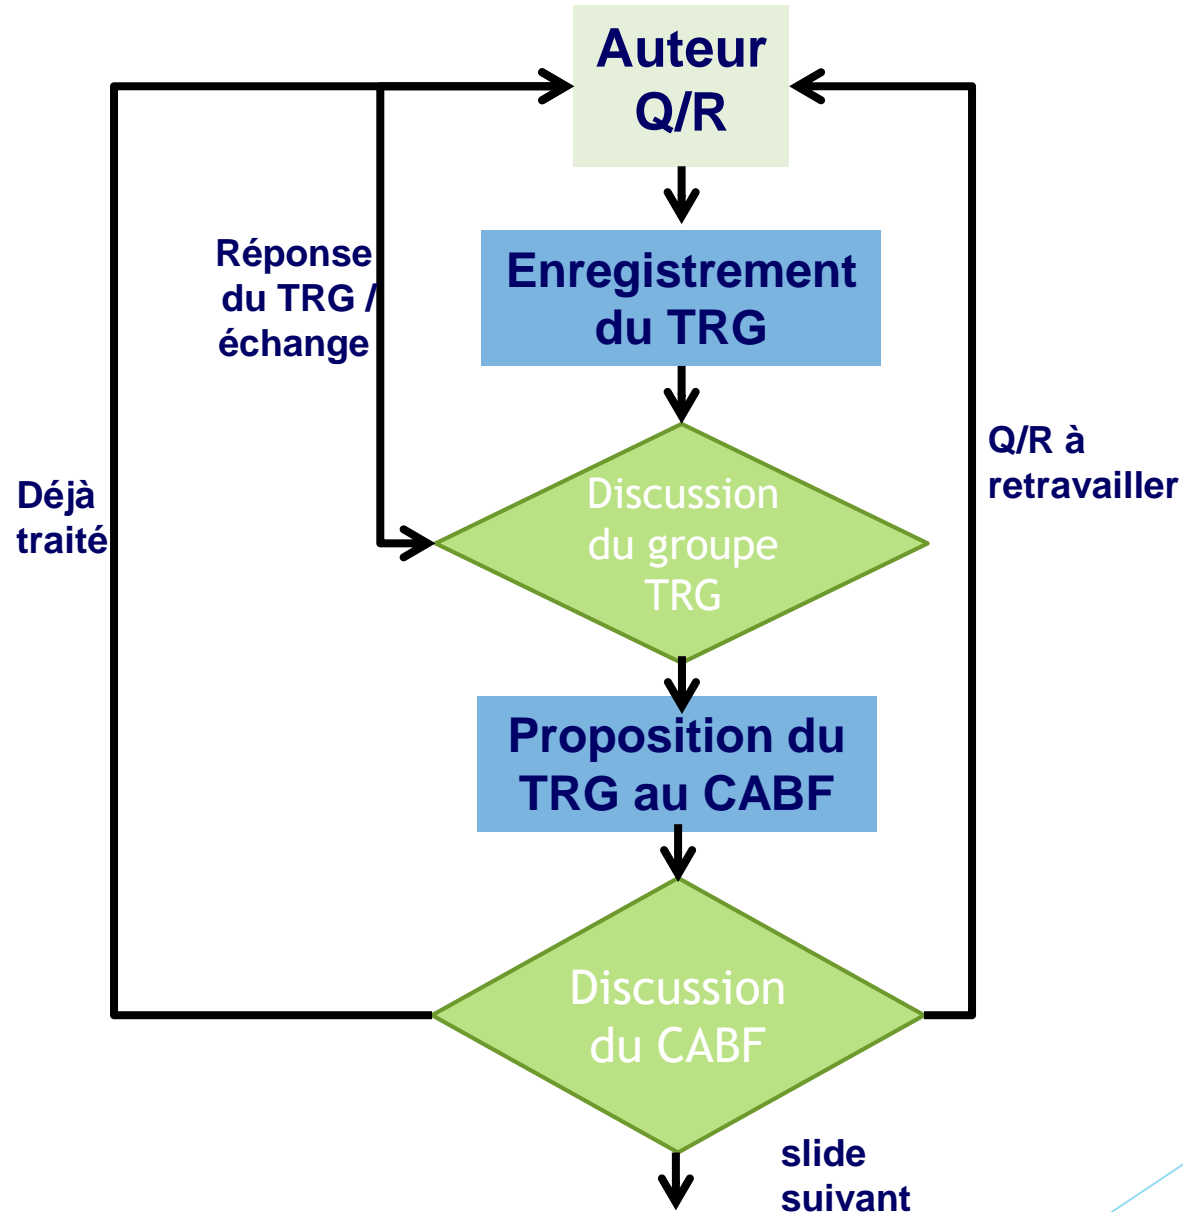 Auteur
Q/R
Réponse
du TRG /
échange
Enregistrement
du TRG
Q/R à
retravailler
Déjà
traité
Discussion
du groupe
TRG
Proposition du
TRG au CABF
Discussion
du CABF
slide
suivant